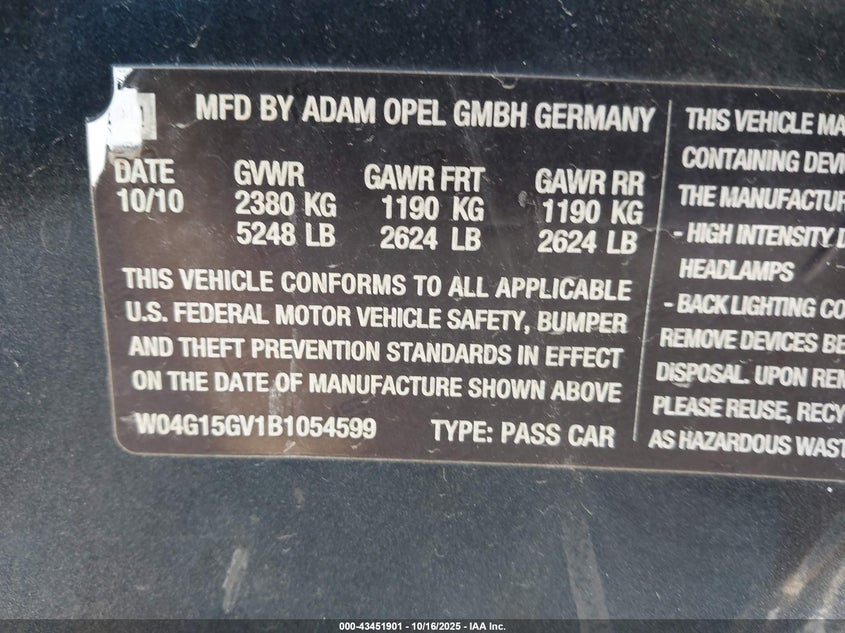 MFD BY ADAM OPEL GMBH GERMANY
DATE GVWR GAWR FRT GAWR RR
10/10 2380 KG 1190 KG 1190 KG
5248 LB 2624 LB 2624 LB
THIS VEHICLE CONFORMS TO ALL APPLICABLE
U.S. FEDERAL MOTOR VEHICLE SAFETY, BUMPER
AND THEFT PREVENTION STANDARDS IN EFFECT
ON THE DATE OF MANUFACTURE SHOWN ABOVE
W04G15GV1B1054599 TYPE: PASS CAR
THIS VEHICLE MA
CONTAINING DEVI
THE MANUFACTUR
- HIGH INTENSITY D
HEADLAMPS -
- BACK LIGHTING CO
REMOVE DEVICES BE
DISPOSAL. UPON REM
PLEASE REUSE, RECY
AS HAZARDOUS WAST
000-43451901 - 10/16/2025 - IAA Inc.